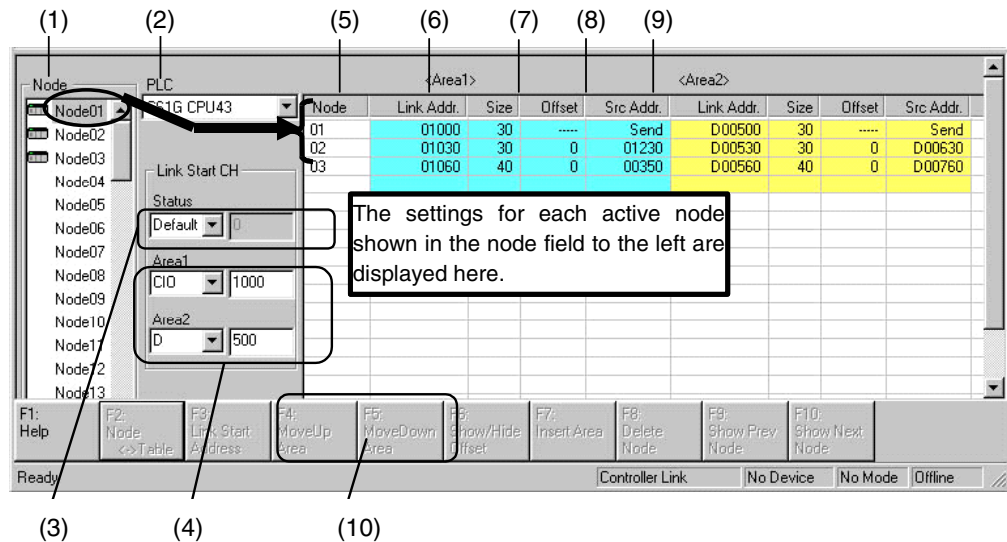 (1) (2) (5) (6) (7) (8) (9)
<Area1> <Area2>
Node PLC
CPU43
Node Link Addr. Size Offset Src Addr. Link Addr. Size Offset Src Addr.
01 01000 30 ----- Send D00500 30 ----- Send
02 01030 30 0 01230 D00530 30 0 D00630
03 01060 40 0 00350 D00560 40 0 D00760
Node01
Node02
Node03
Node04
Node05
Node06
Node07
Node08
Node09
Node10
Node11
Node12
Node13
Link Start CH
Status
Default 0
Area1
CIO 1000
Area2
D 500
The settings for each active node
shown in the node field to the left are
displayed here.
F1: F2: F3: F4: F5: F6: F7: F8: F9: F10:
Help Node Link Start MoveUp MoveDown Show/Hide Insert Area Delete Show Prev Show Next
<->Table Address Area Area Offset Node Node Node
Ready Controller Link No Device No Mode Offline
(3) (4) (10)